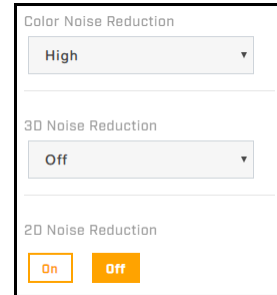 Color Noise Reduction
High
3D Noise Reduction
Off
2D Noise Reduction
On Off